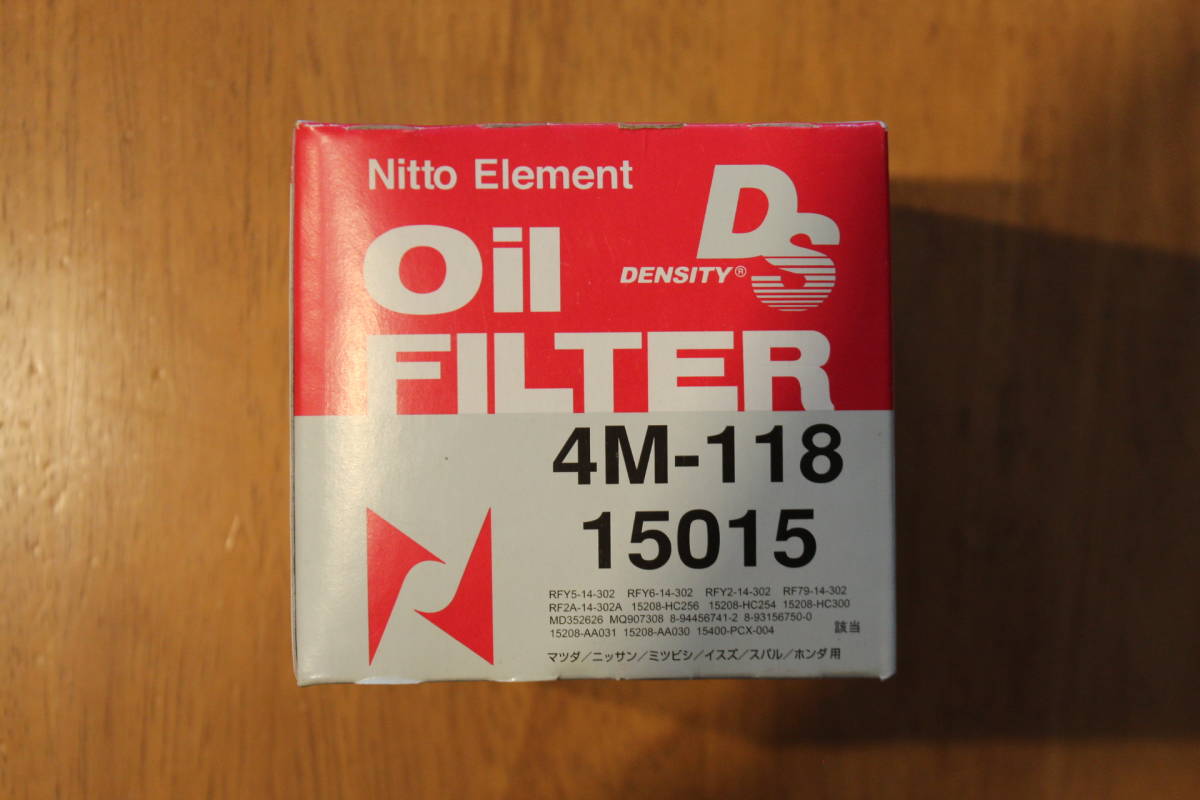 Nitto Element
DS
Oil
DENSITY®
FILTER
4M-118
15015
RFY5-14-302 RFY6-14-302 RFY2-14-302 RF79-14-302
RF2A-14-302A 15208-HC256 15208-HC254 15208-HC300
MD352626 MQ907308 8-94456741-2 8-93156750-0
15208-AA031 15208-AA030 15400-PCX-004 該当
マツダ/ニッサン/ミツビシ/イスズ/スバル/ホンダ用